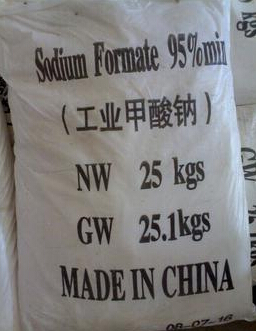 Sodium Formate 95%min
(工业甲酸钠)
NW 25 kgs
GW 25.1kgs
MADE IN CHINA